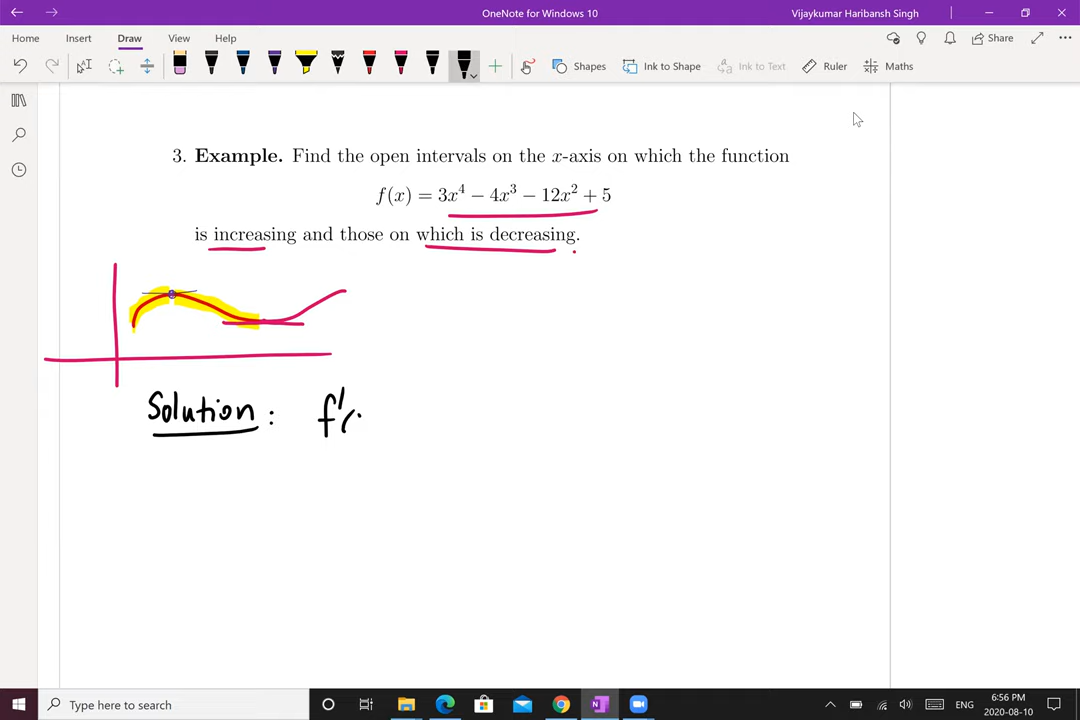 OneNote for Windows 10
Vijaykumar Haribansh Singh
Home Insert Draw View Help
Share
Shapes Ink to Shape Ink to Text Ruler Maths
3. Example. Find the open intervals on the x-axis on which the function
f(x) = 3x⁴ − 4x³ − 12x² + 5
is increasing and those on which is decreasing.
Solution: f'(
Type here to search
ENG
6:56 PM
2020-08-10